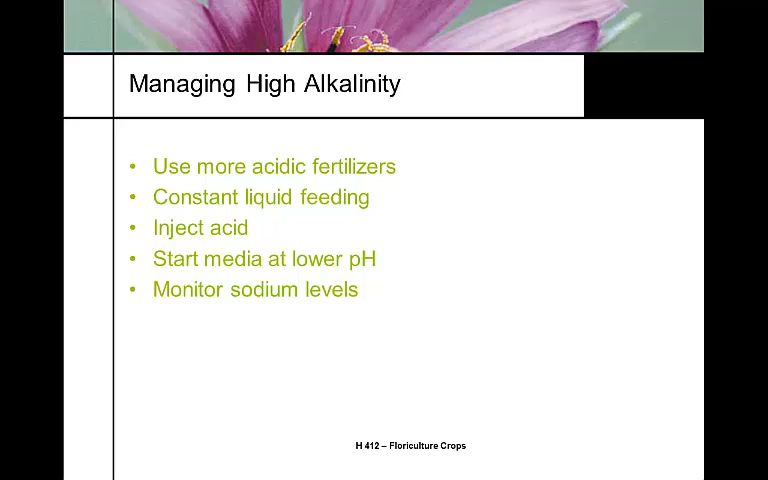 Managing High Alkalinity
• Use more acidic fertilizers
• Constant liquid feeding
• Inject acid
• Start media at lower pH
• Monitor sodium levels
H 412 – Floriculture Crops